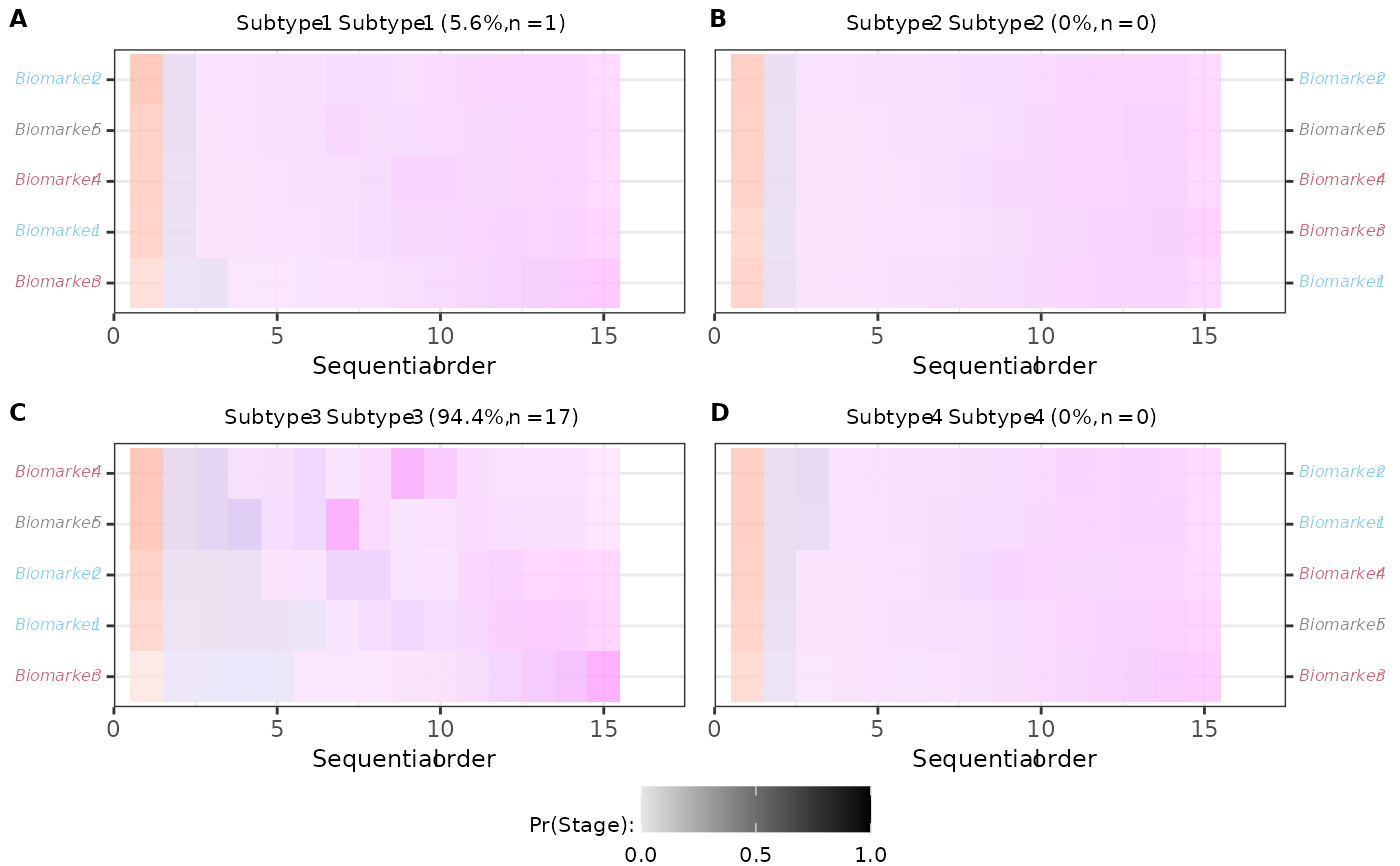 A
Subtype1 Subtype1 (5.6%, n = 1)
Biomarker2
Biomarker5
Biomarker4
Biomarker1
Biomarker3
0 5 10 15
Sequential order
B
Subtype2 Subtype2 (0%, n = 0)
Biomarker2
Biomarker5
Biomarker4
Biomarker3
Biomarker1
0 5 10 15
Sequential order
C
Subtype3 Subtype3 (94.4%, n = 17)
Biomarker4
Biomarker5
Biomarker2
Biomarker1
Biomarker3
0 5 10 15
Sequential order
D
Subtype4 Subtype4 (0%, n = 0)
Biomarker2
Biomarker1
Biomarker4
Biomarker5
Biomarker3
0 5 10 15
Sequential order
Pr(Stage):
0.0 0.5 1.0